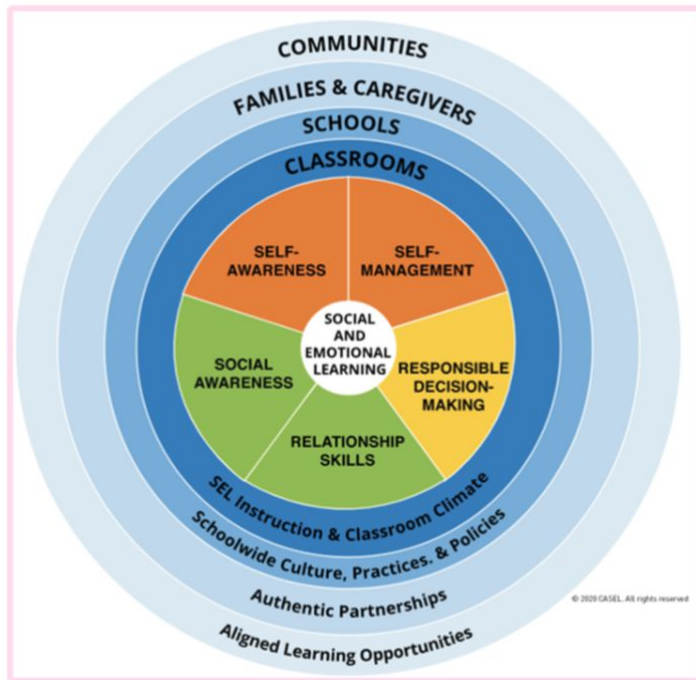 COMMUNITIES
FAMILIES & CAREGIVERS
SCHOOLS
CLASSROOMS
SELF-
AWARENESS
SELF-
MANAGEMENT
SOCIAL
AND
EMOTIONAL
LEARNING
SOCIAL
AWARENESS
RESPONSIBLE
DECISION-
MAKING
RELATIONSHIP
SKILLS
SEL Instruction & Classroom Climate
Schoolwide Culture, Practices. & Policies
Authentic Partnerships
Aligned Learning Opportunities
© 2020 CASEL. All rights reserved